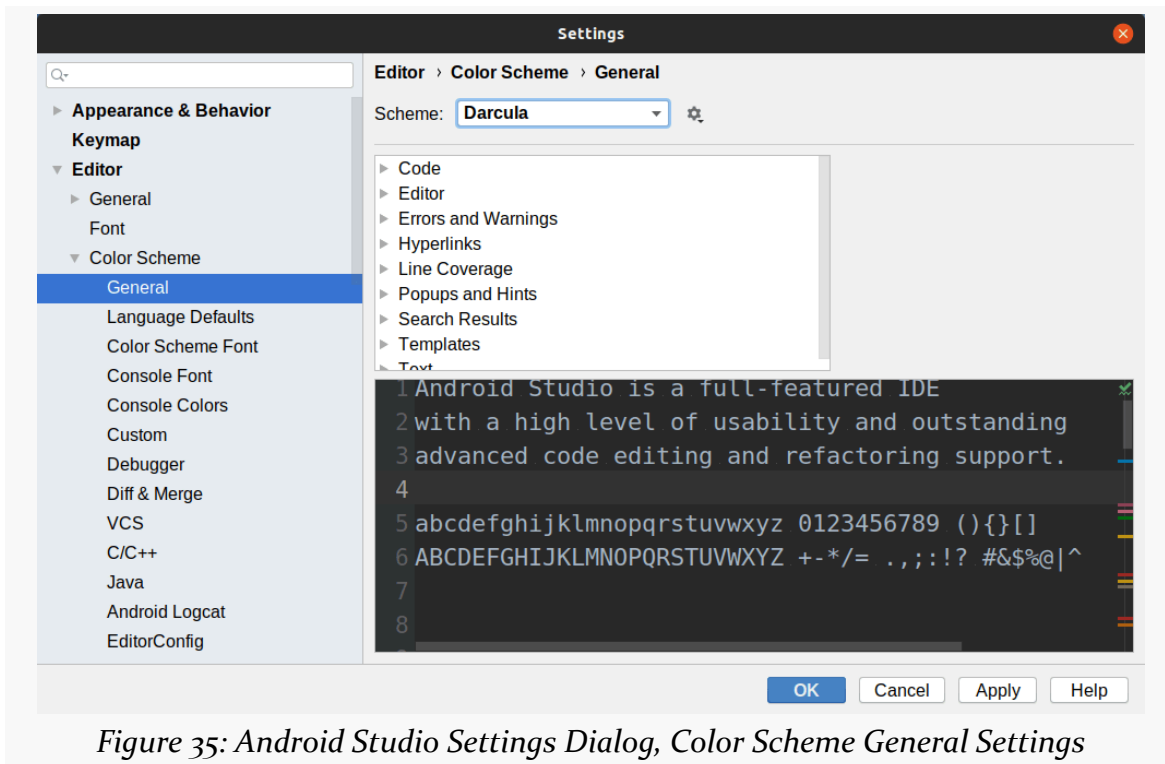 Settings
Editor › Color Scheme › General
Appearance & Behavior
Keymap
Editor
General
Font
Color Scheme
General
Language Defaults
Color Scheme Font
Console Font
Console Colors
Custom
Debugger
Diff & Merge
VCS
C/C++
Java
Android Logcat
EditorConfig
Scheme: Darcula
Code
Editor
Errors and Warnings
Hyperlinks
Line Coverage
Popups and Hints
Search Results
Templates
Text
1 Android Studio is a full-featured IDE
2 with a high level of usability and outstanding
3 advanced code editing and refactoring support.
4
5 abcdefghijklmnopqrstuvwxyz 0123456789 (){}[]
6 ABCDEFGHIJKLMNOPQRSTUVWXYZ +-*/= .,;:!? #&$%@|^
7
8
OK Cancel Apply Help
Figure 35: Android Studio Settings Dialog, Color Scheme General Settings